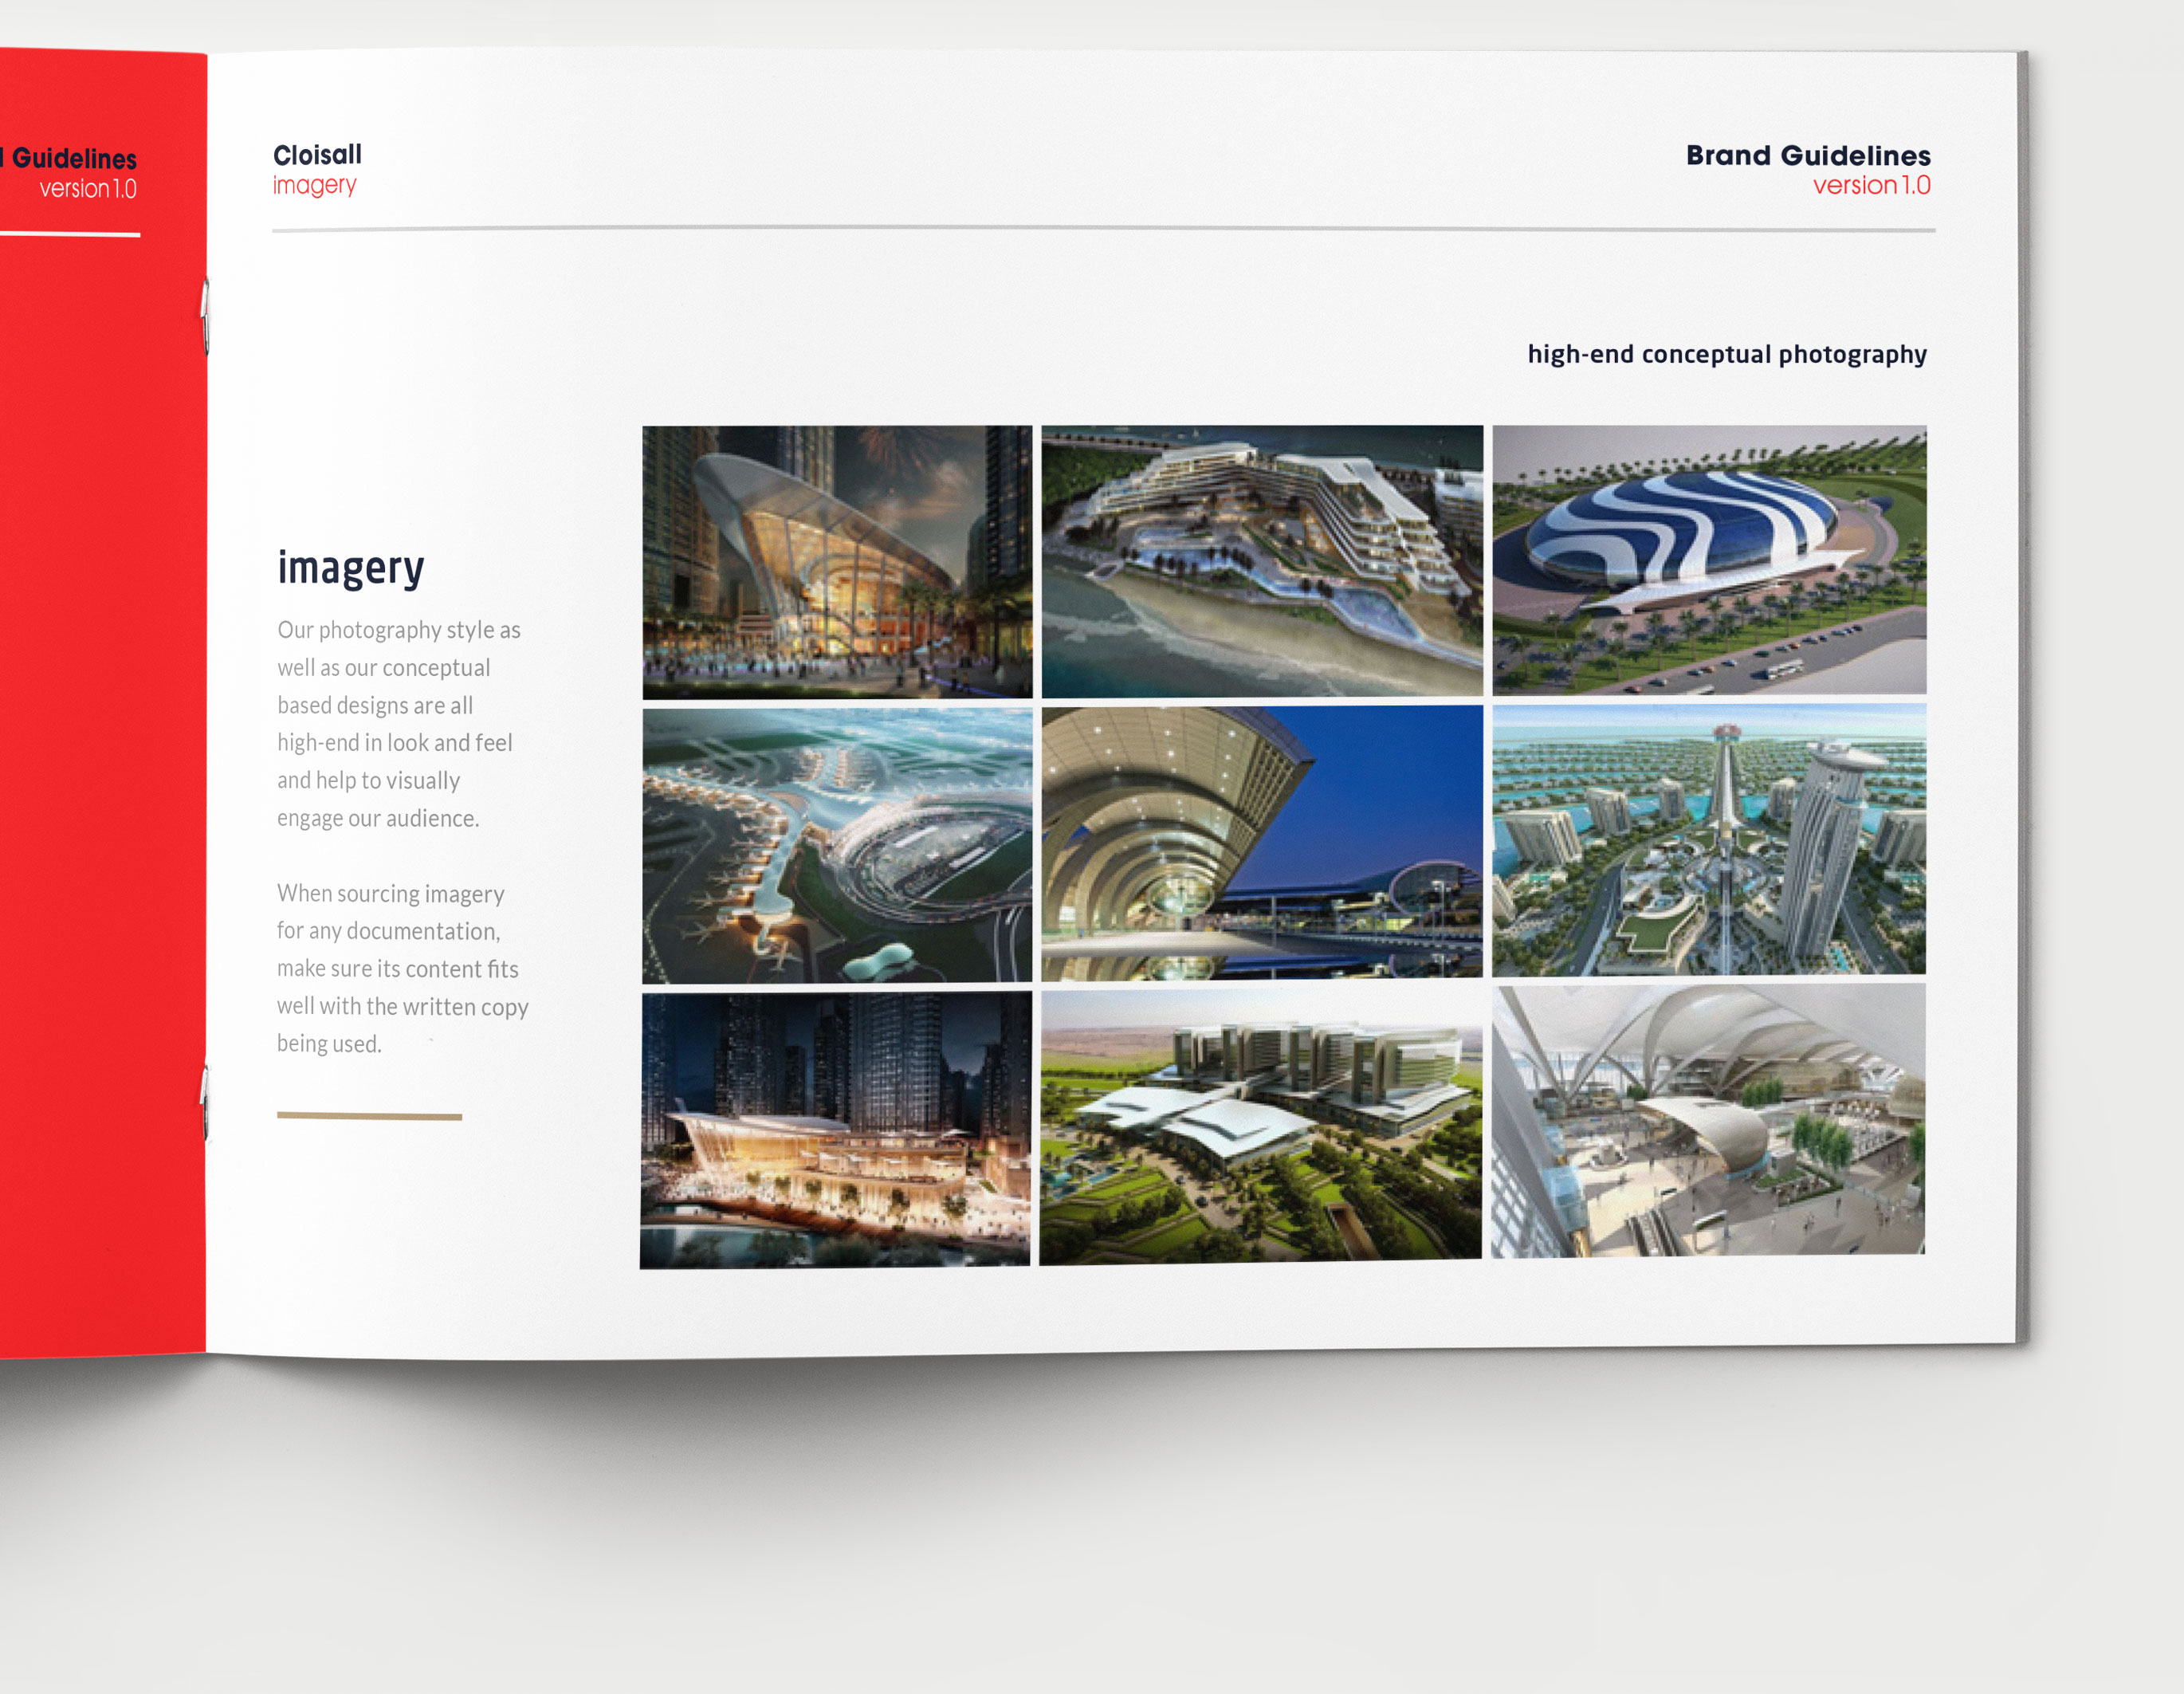 Guidelines
version 1.0
Cloisall
imagery
Brand Guidelines
version 1.0
high-end conceptual photography
imagery
Our photography style as
well as our conceptual
based designs are all
high-end in look and feel
and help to visually
engage our audience.
When sourcing imagery
for any documentation,
make sure its content fits
well with the written copy
being used.